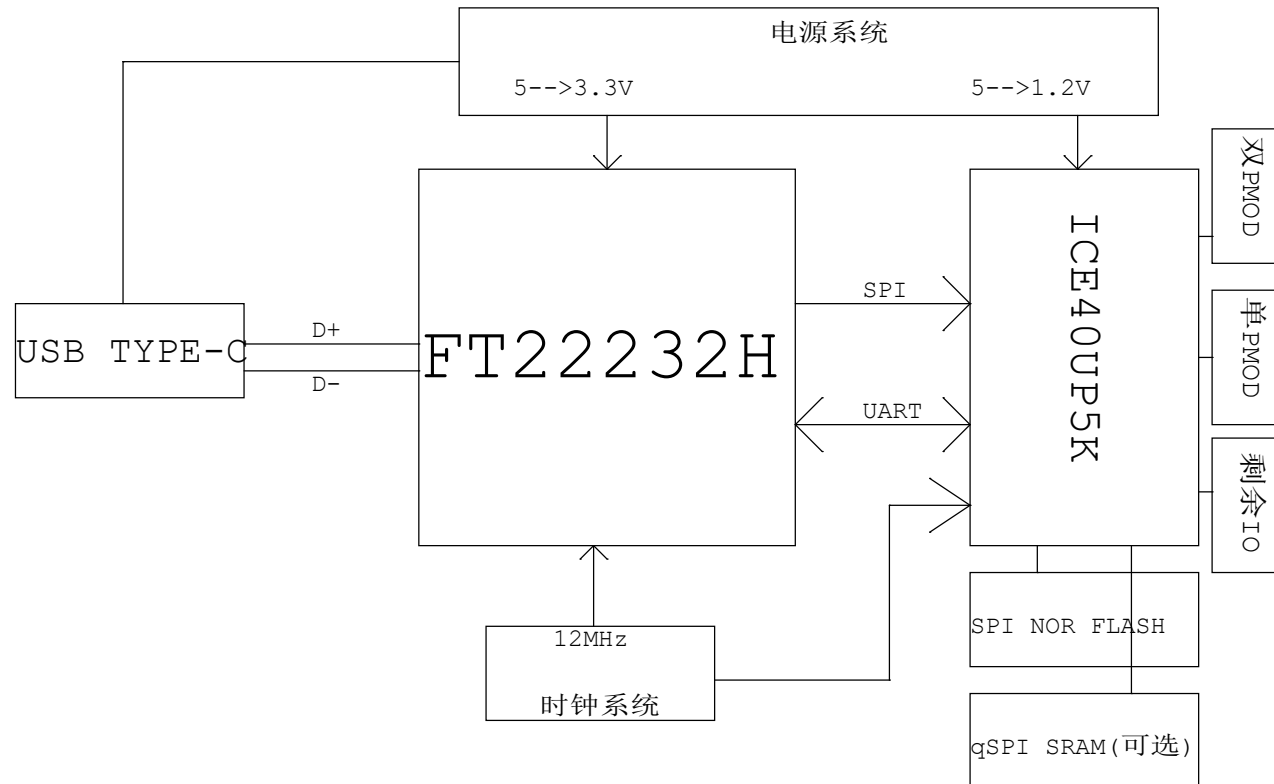 电源系统
5-->3.3V
5-->1.2V
双PMOD
ICE40UP5K
SPI
单PMOD
USB TYPE-C
D+
D-
FT22232H
UART
剩余IO
12MHz
时钟系统
SPI NOR FLASH
qSPI SRAM(可选)